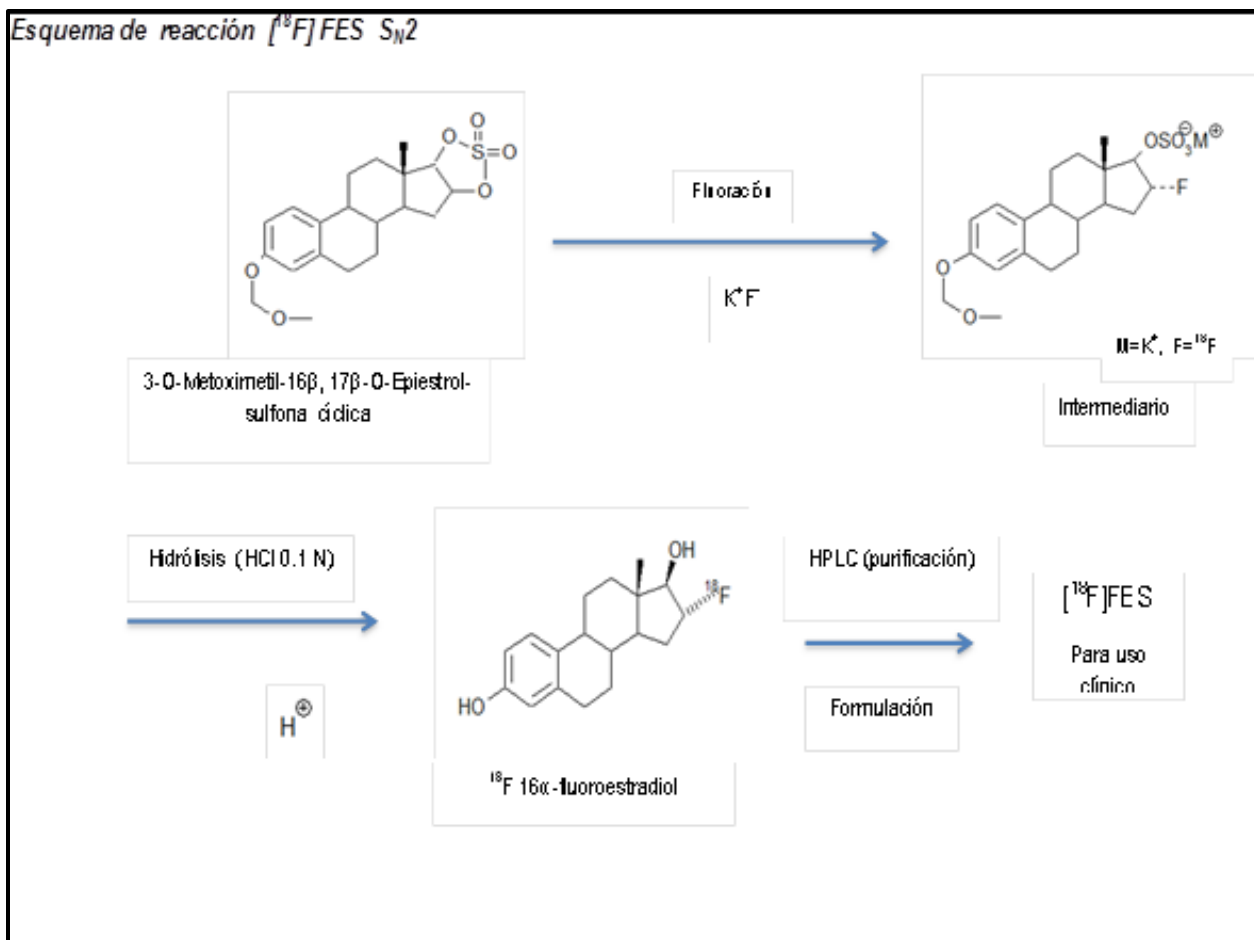 Esquema de reacción [¹⁸F] FES S_N2
O
O
S
O
O
O
O
3-O-Metoximetil-16β, 17β-O-Epiestrol-
sulfona cíclica
Fluoración
K⁺F⁻
OSO₃⊖M⊕
F
O
O
M=K⁺, F=¹⁸F
Intermediario
Hidrólisis (HCl 0.1 N)
H⊕
OH
¹⁸F
HO
¹⁸F 16α-fluoroestradiol
HPLC (purificación)
Formulación
[¹⁸F]FES
Para uso
clínico